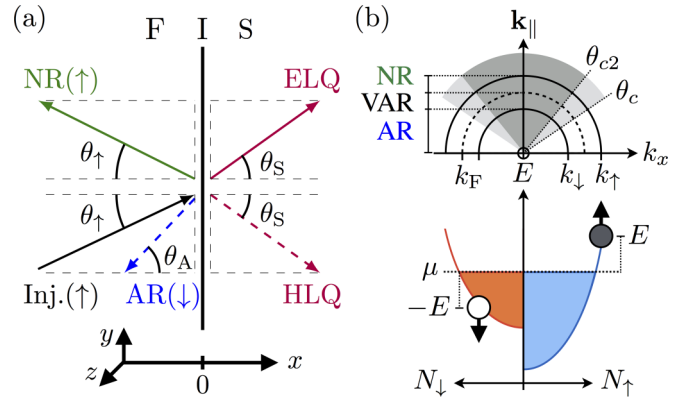 (a)
F I S
NR(↑)
ELQ
θ↑
θS
θ↑
θS
θA
Inj.(↑)
AR(↓)
HLQ
y
z
x
0
(b)
k∥
θc2
θc
NR
VAR
AR
kF
E
k↓
k↑
kx
E
μ
−E
N↓
N↑